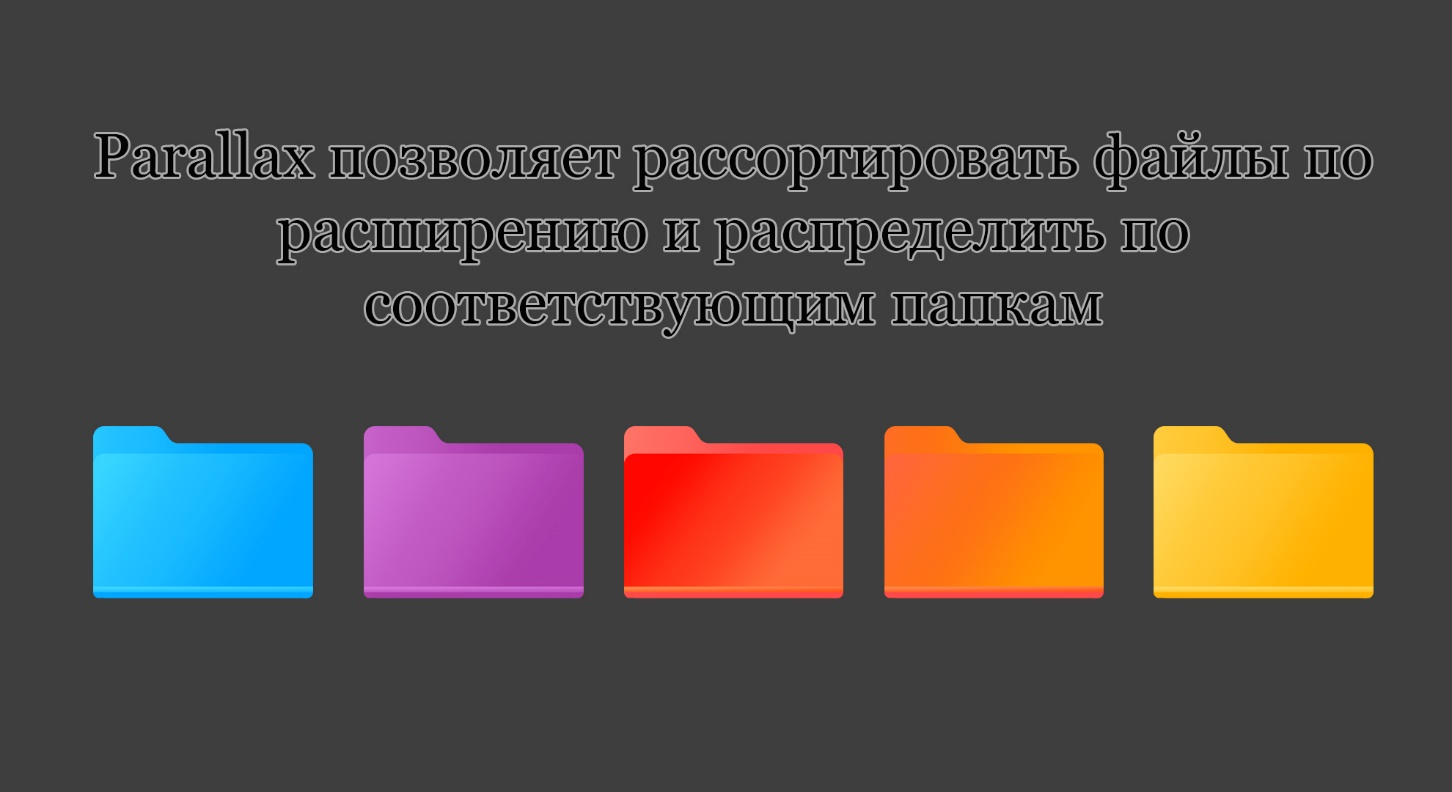 Parallax позволяет рассортировать файлы по
расширению и распределить по
соответствующим папкам